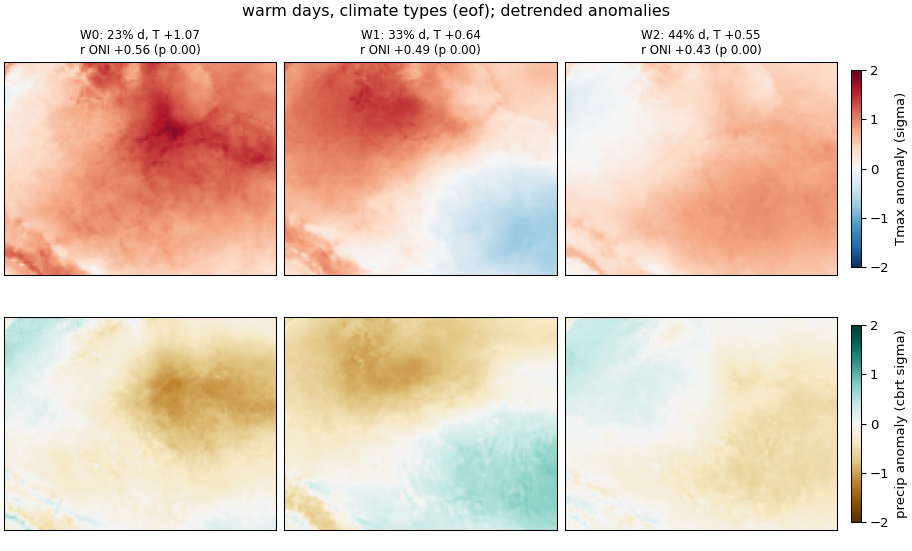 warm days, climate types (eof); detrended anomalies
W0: 23% d, T +1.07
r ONI +0.56 (p 0.00)
W1: 33% d, T +0.64
r ONI +0.49 (p 0.00)
W2: 44% d, T +0.55
r ONI +0.43 (p 0.00)
2
1
0
−1
−2
Tmax anomaly (sigma)
2
1
0
−1
−2
precip anomaly (cbrt sigma)